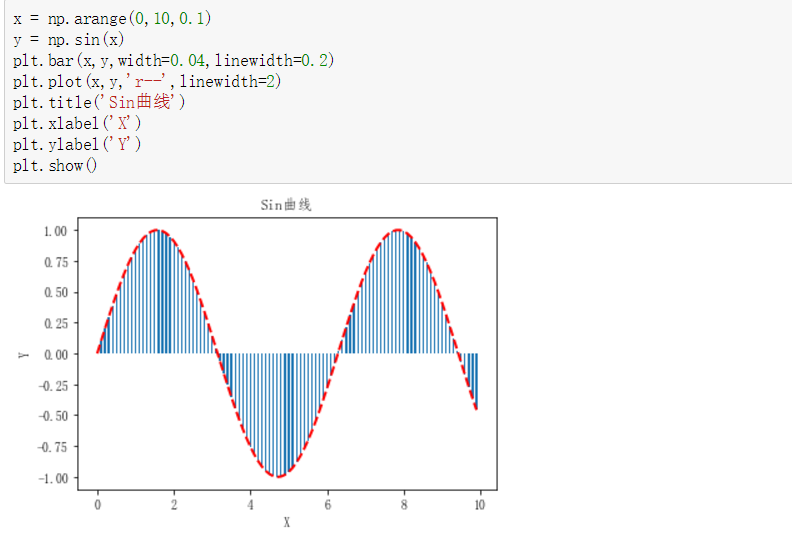 x = np.arange(0,10,0.1)
y = np.sin(x)
plt.bar(x,y,width=0.04,linewidth=0.2)
plt.plot(x,y,'r--',linewidth=2)
plt.title('Sin曲线')
plt.xlabel('X')
plt.ylabel('Y')
plt.show()
Sin曲线
1.00
0.75
0.50
0.25
0.00
-0.25
-0.50
-0.75
-1.00
Y
0 2 4 6 8 10
X